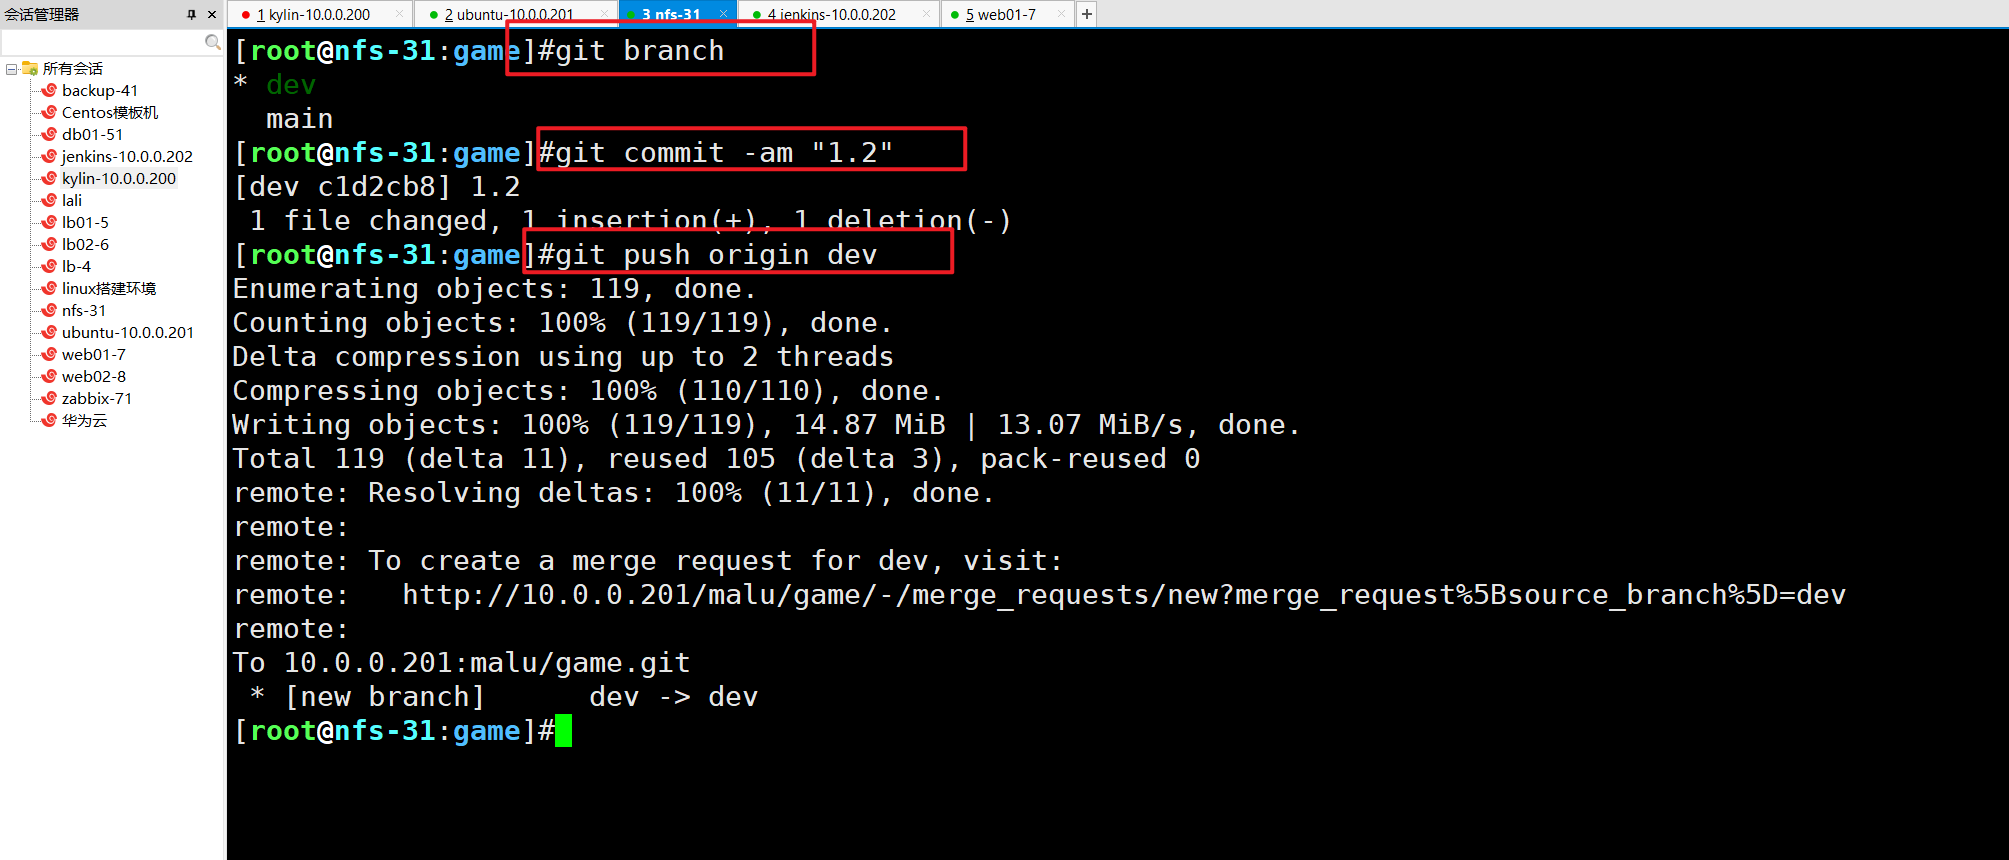 会话管理器
所有会话
backup-41
Centos模板机
db01-51
jenkins-10.0.0.202
kylin-10.0.0.200
lali
lb01-5
lb02-6
lb-4
linux搭建环境
nfs-31
ubuntu-10.0.0.201
web01-7
web02-8
zabbix-71
华为云
1 kylin-10.0.0.200
2 ubuntu-10.0.0.201
3 nfs-31
4 jenkins-10.0.0.202
5 web01-7
[root@nfs-31:game]#git branch
* dev
  main
[root@nfs-31:game]#git commit -am "1.2"
[dev c1d2cb8] 1.2
 1 file changed, 1 insertion(+), 1 deletion(-)
[root@nfs-31:game]#git push origin dev
Enumerating objects: 119, done.
Counting objects: 100% (119/119), done.
Delta compression using up to 2 threads
Compressing objects: 100% (110/110), done.
Writing objects: 100% (119/119), 14.87 MiB | 13.07 MiB/s, done.
Total 119 (delta 11), reused 105 (delta 3), pack-reused 0
remote: Resolving deltas: 100% (11/11), done.
remote:
remote: To create a merge request for dev, visit:
remote:   http://10.0.0.201/malu/game/-/merge_requests/new?merge_request%5Bsource_branch%5D=dev
remote:
To 10.0.0.201:malu/game.git
 * [new branch]      dev -> dev
[root@nfs-31:game]#